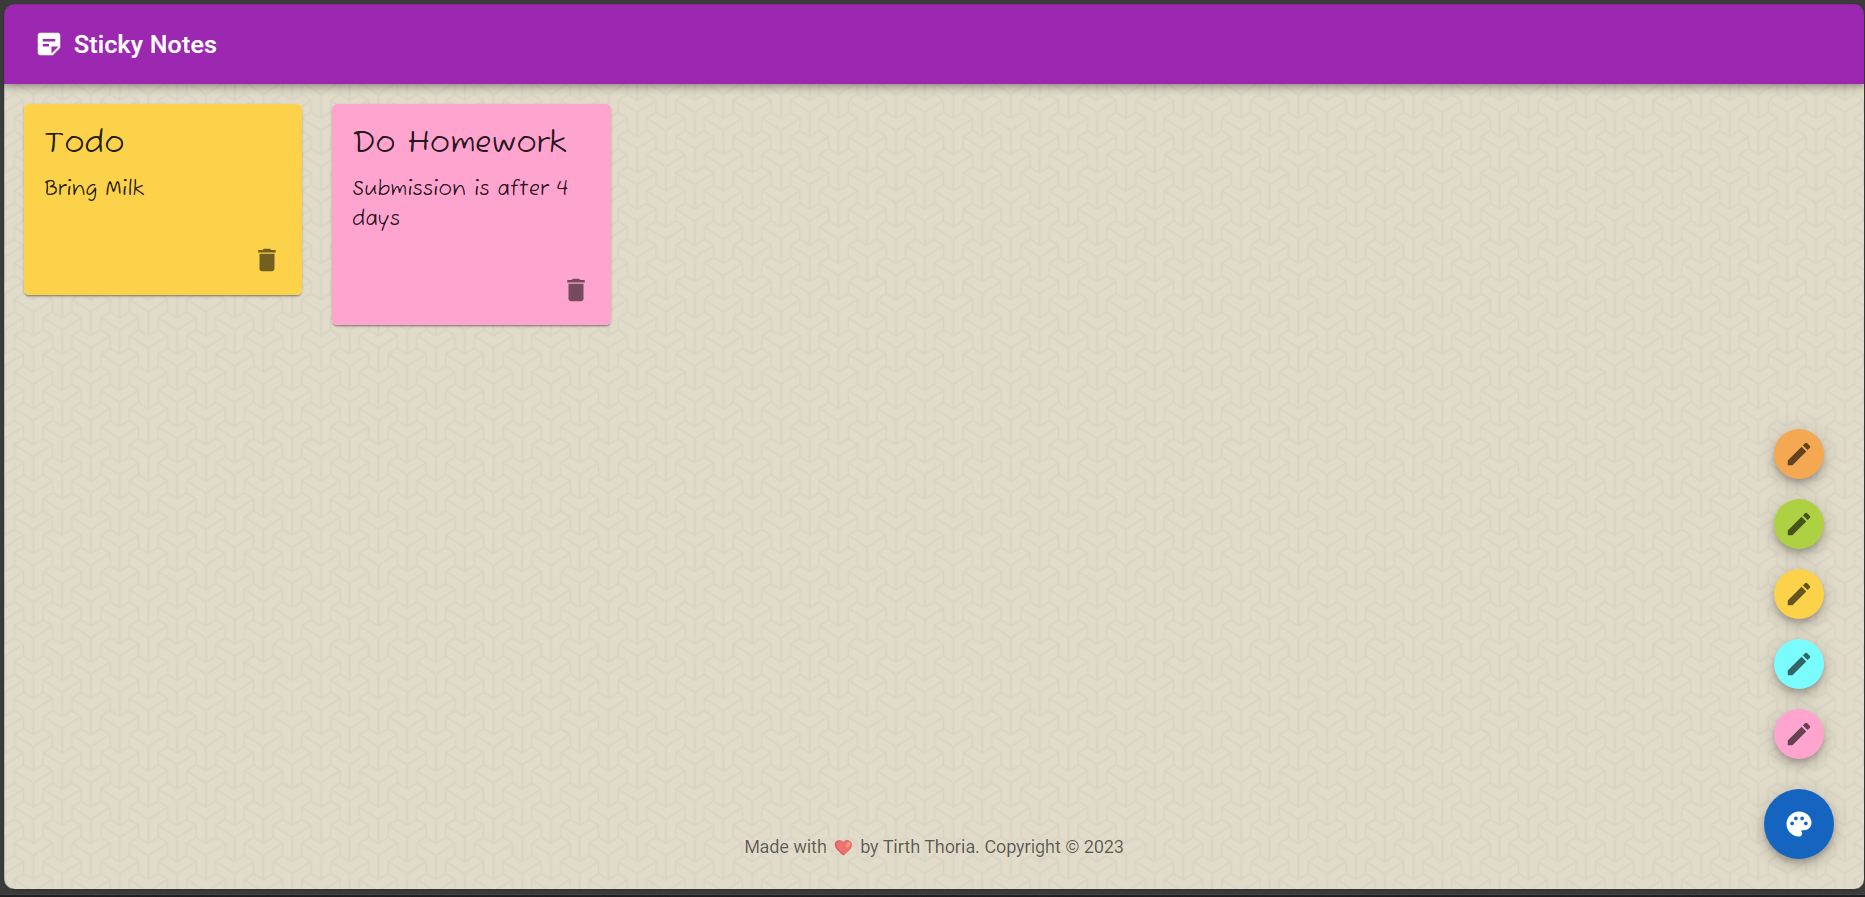 Sticky Notes
Todo
Bring Milk
Do Homework
Submission is after 4
days
Made with ❤️ by Tirth Thoria. Copyright © 2023